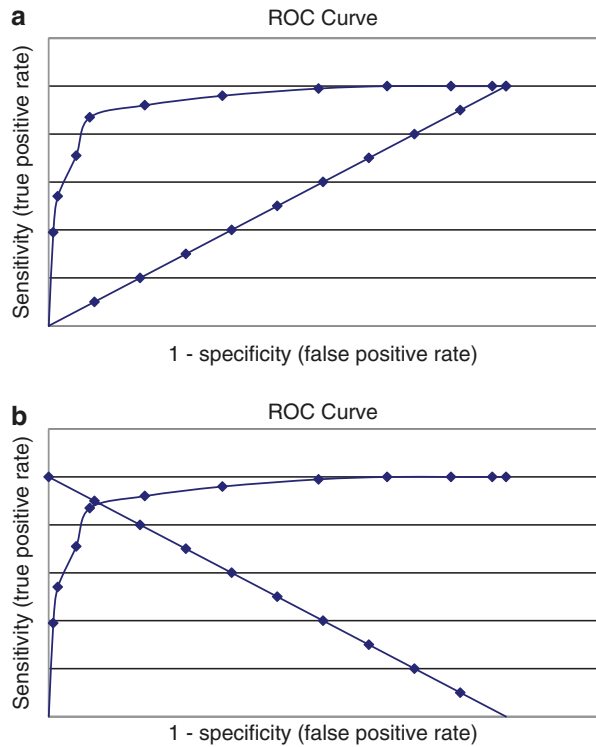 a
ROC Curve
Sensitivity (true positive rate)
1 - specificity (false positive rate)
b
ROC Curve
Sensitivity (true positive rate)
1 - specificity (false positive rate)